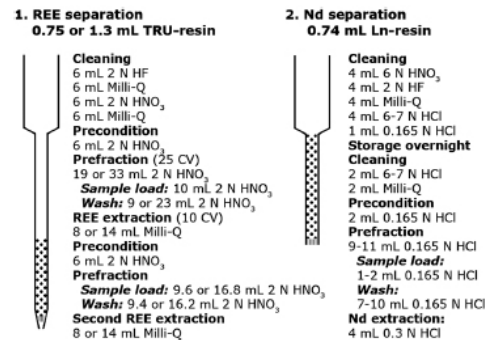 1. REE separation
0.75 or 1.3 mL TRU-resin
Cleaning
6 mL 2 N HF
6 mL Milli-Q
6 mL 2 N HNO₃
6 mL Milli-Q
Precondition
6 mL 2 N HNO₃
Prefraction (25 CV)
19 or 33 mL 2 N HNO₃
Sample load: 10 mL 2 N HNO₃
Wash: 9 or 23 mL 2 N HNO₃
REE extraction (10 CV)
8 or 14 mL Milli-Q
Precondition
6 mL 2 N HNO₃
Prefraction
Sample load: 9.6 or 16.8 mL 2 N HNO₃
Wash: 9.4 or 16.2 mL 2 N HNO₃
Second REE extraction
8 or 14 mL Milli-Q
2. Nd separation
0.74 mL Ln-resin
Cleaning
4 mL 6 N HNO₃
4 mL 2 N HF
4 mL Milli-Q
4 mL 6-7 N HCl
1 mL 0.165 N HCl
Storage overnight
Cleaning
2 mL 6-7 N HCl
2 mL Milli-Q
Precondition
2 mL 0.165 N HCl
Prefraction
9-11 mL 0.165 N HCl
Sample load:
1-2 mL 0.165 N HCl
Wash:
7-10 mL 0.165 N HCl
Nd extraction:
4 mL 0.3 N HCl